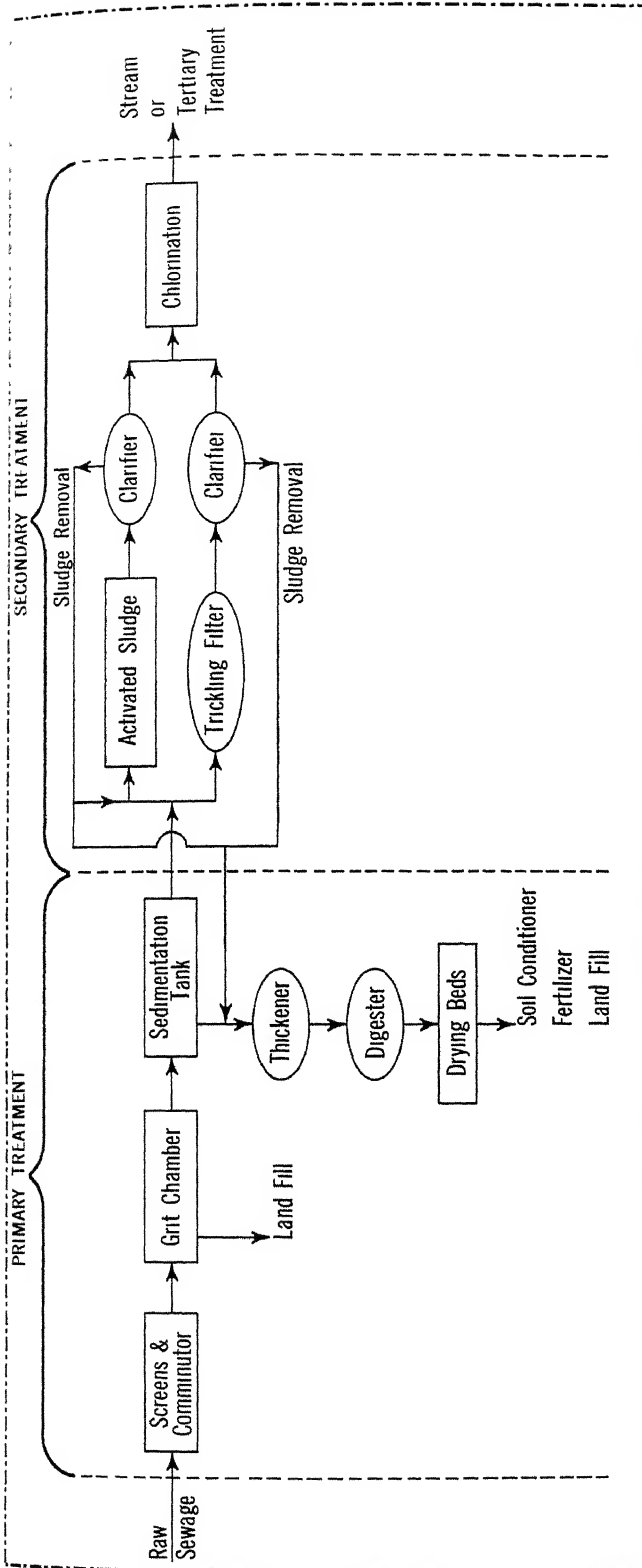 PRIMARY TREATMENT
SECONDARY TREATMENT
Raw
Sewage
Screens &
Comminutor
Grit Chamber
Land Fill
Sedimentation
Tank
Thickener
Digester
Drying Beds
Soil Conditioner
Fertilizer
Land Fill
Sludge Removal
Activated Sludge
Clarifier
Trickling Filter
Clarifier
Sludge Removal
Chlorination
Stream
or
Tertiary
Treatment